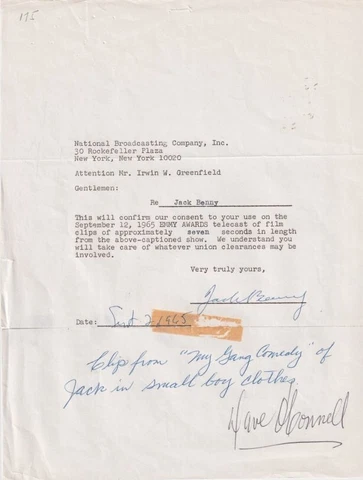 175
National Broadcasting Company, Inc.
30 Rockefeller Plaza
New York, New York 10020
Attention Mr. Irwin W. Greenfield
Gentlemen:
Re Jack Benny
This will confirm our consent to your use on the
September 12, 1965 EMMY AWARDS telecast of film
clips of approximately seven seconds in length
from the above-captioned show. We understand you
will take care of whatever union clearances may be
involved.
Very truly yours,
Jack Benny
Date: Sept 2, 1965
Clip from "My Gang Comedy" of
Jack in small boy clothes.
Dave O'Connell